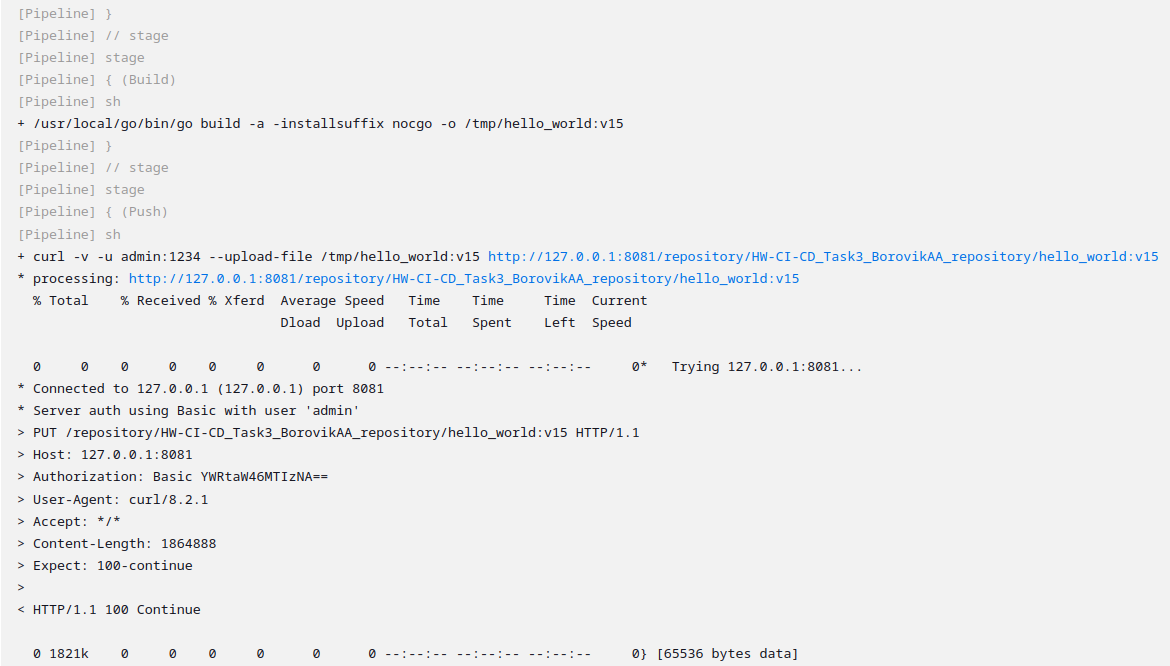 [Pipeline] }
[Pipeline] // stage
[Pipeline] stage
[Pipeline] { (Build)
[Pipeline] sh
+ /usr/local/go/bin/go build -a -installsuffix nocgo -o /tmp/hello_world:v15
[Pipeline] }
[Pipeline] // stage
[Pipeline] stage
[Pipeline] { (Push)
[Pipeline] sh
+ curl -v -u admin:1234 --upload-file /tmp/hello_world:v15 http://127.0.0.1:8081/repository/HW-CI-CD_Task3_BorovikAA_repository/hello_world:v15
* processing: http://127.0.0.1:8081/repository/HW-CI-CD_Task3_BorovikAA_repository/hello_world:v15
  % Total    % Received % Xferd  Average Speed   Time    Time     Time  Current
                                 Dload  Upload   Total   Spent    Left  Speed
  0     0    0     0    0     0      0      0 --:--:-- --:--:-- --:--:--     0*   Trying 127.0.0.1:8081...
* Connected to 127.0.0.1 (127.0.0.1) port 8081
* Server auth using Basic with user 'admin'
> PUT /repository/HW-CI-CD_Task3_BorovikAA_repository/hello_world:v15 HTTP/1.1
> Host: 127.0.0.1:8081
> Authorization: Basic YWRtaW46MTIzNA==
> User-Agent: curl/8.2.1
> Accept: */*
> Content-Length: 1864888
> Expect: 100-continue
>
< HTTP/1.1 100 Continue
  0 1821k    0     0    0     0      0      0 --:--:-- --:--:-- --:--:--     0} [65536 bytes data]